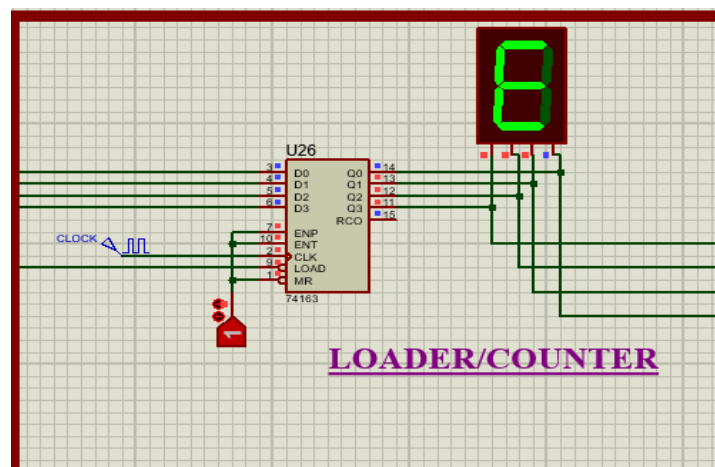 E
U26
3 D0 Q0 14
4 D1 Q1 13
5 D2 Q2 12
6 D3 Q3 11
RCO 15
7 ENP
10 ENT
CLOCK 2 CLK
9 LOAD
1 MR
74163
1
LOADER/COUNTER